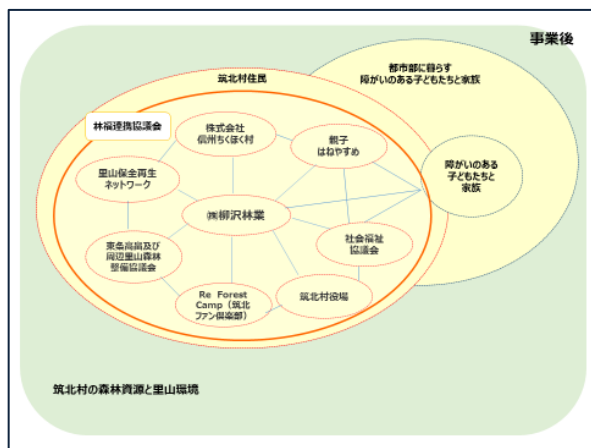 事業後
都市部に暮らす
障がいのある子どもたちと家族
筑北村住民
林福連携協議会
株式会社
信州ちくほく村
親子
はねやすめ
障がいのある
子どもたちと
家族
里山保全再生
ネットワーク
㈱柳沢林業
東条高畠及び
周辺里山森林
整備協議会
社会福祉
協議会
Re Forest
Camp（筑北
ファン倶楽部）
筑北村役場
筑北村の森林資源と里山環境